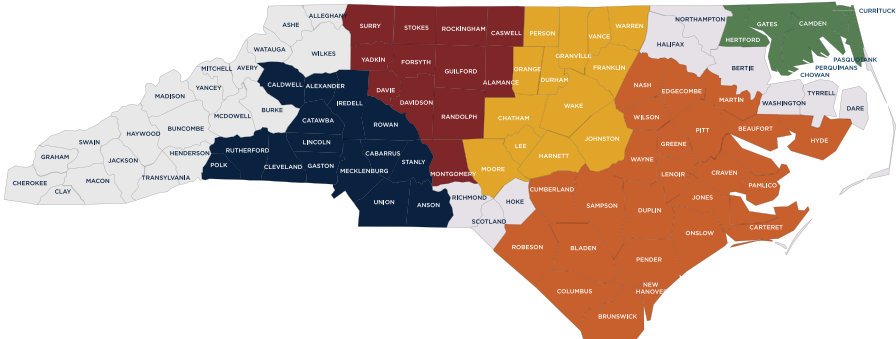 CURRITUCK
ALLEGHANY
ASHE
SURRY
STOKES
ROCKINGHAM
CASWELL
PERSON
WARREN
VANCE
GRANVILLE
NORTHAMPTON
HALIFAX
GATES
CAMDEN
HERTFORD
WATAUGA
WILKES
YADKIN
FORSYTH
GUILFORD
ALAMANCE
ORANGE
DURHAM
FRANKLIN
BERTIE
PASQUOTANK
PERQUIMANS
CHOWAN
MITCHELL
AVERY
CALDWELL
ALEXANDER
IREDELL
DAVIE
DAVIDSON
RANDOLPH
CHATHAM
WAKE
NASH
EDGECOMBE
MARTIN
WASHINGTON
TYRRELL
DARE
MADISON
YANCEY
MCDOWELL
BURKE
CATAWBA
ROWAN
WILSON
PITT
BEAUFORT
HYDE
BUNCOMBE
HAYWOOD
SWAIN
GRAHAM
JACKSON
HENDERSON
RUTHERFORD
LINCOLN
CABARRUS
STANLY
MONTGOMERY
MOORE
LEE
HARNETT
JOHNSTON
WAYNE
GREENE
LENOIR
CRAVEN
PAMLICO
CHEROKEE
CLAY
MACON
TRANSYLVANIA
POLK
CLEVELAND
GASTON
MECKLENBURG
UNION
ANSON
RICHMOND
SCOTLAND
HOKE
CUMBERLAND
SAMPSON
DUPLIN
JONES
CARTERET
ONSLOW
ROBESON
BLADEN
PENDER
COLUMBUS
NEW
HANOVER
BRUNSWICK